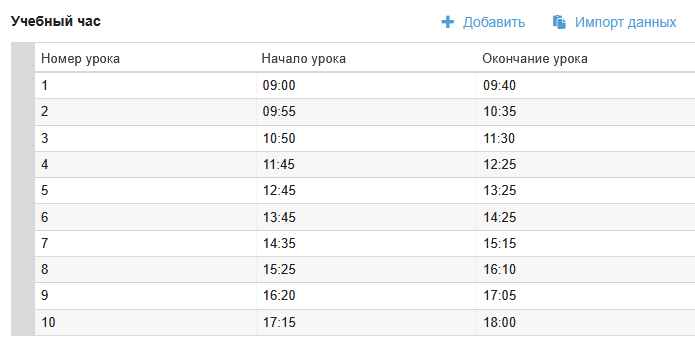 Учебный час Добавить Импорт данных
Номер урока Начало урока Окончание урока
1 09:00 09:40
2 09:55 10:35
3 10:50 11:30
4 11:45 12:25
5 12:45 13:25
6 13:45 14:25
7 14:35 15:15
8 15:25 16:10
9 16:20 17:05
10 17:15 18:00